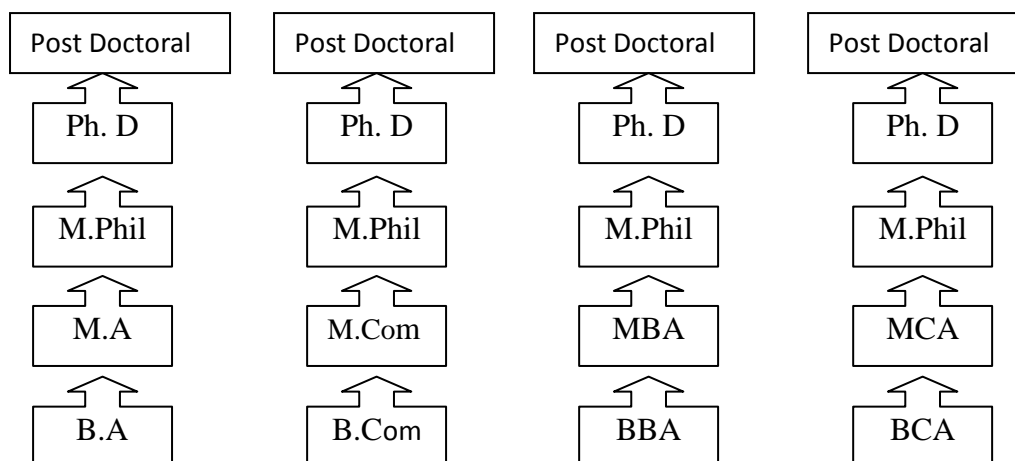 Post Doctoral Post Doctoral Post Doctoral Post Doctoral
Ph. D Ph. D Ph. D Ph. D
M.Phil M.Phil M.Phil M.Phil
M.A M.Com MBA MCA
B.A B.Com BBA BCA